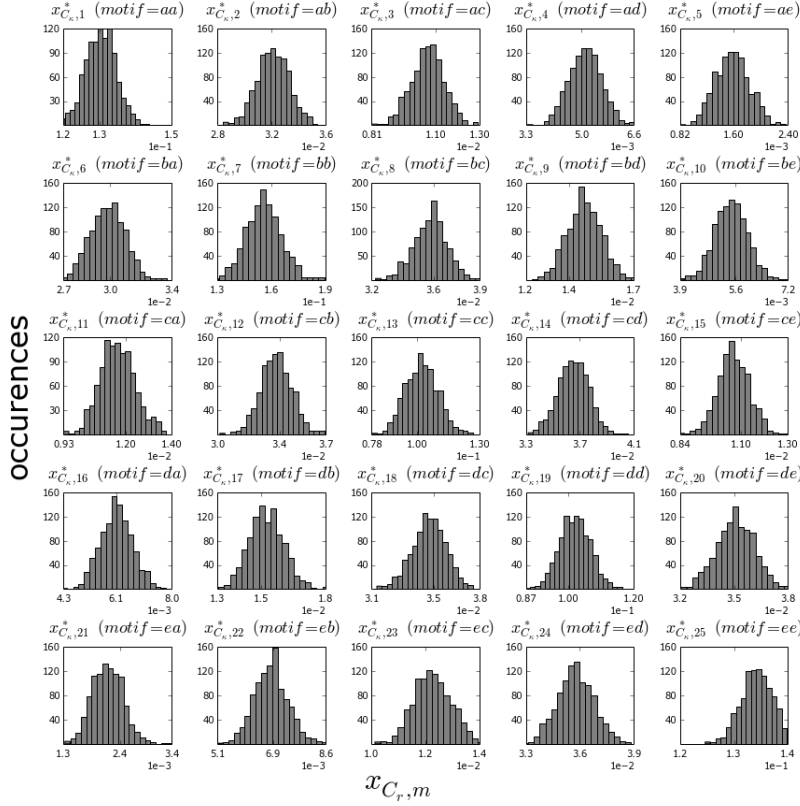 x*_{C_κ,1} (motif=aa) x*_{C_κ,2} (motif=ab) x*_{C_κ,3} (motif=ac) x*_{C_κ,4} (motif=ad) x*_{C_κ,5} (motif=ae)
120 160 160 160 160
90 120 120 120 120
60 80 80 80 80
30 40 40 40 40
1.2 1.3 1.5 2.8 3.2 3.6 0.81 1.10 1.30 3.3 5.0 6.6 0.82 1.60 2.40
1e−1 1e−2 1e−2 1e−3 1e−3
x*_{C_κ,6} (motif=ba) x*_{C_κ,7} (motif=bb) x*_{C_κ,8} (motif=bc) x*_{C_κ,9} (motif=bd) x*_{C_κ,10} (motif=be)
160 160 200 160 160
120 120 150 120 120
80 80 100 80 80
40 40 50 40 40
2.7 3.0 3.4 1.3 1.6 1.9 3.2 3.6 3.9 1.2 1.4 1.7 3.9 5.6 7.2
1e−2 1e−1 1e−2 1e−2 1e−3
occurences
x*_{C_κ,11} (motif=ca) x*_{C_κ,12} (motif=cb) x*_{C_κ,13} (motif=cc) x*_{C_κ,14} (motif=cd) x*_{C_κ,15} (motif=ce)
120 160 160 160 160
90 120 120 120 120
60 80 80 80 80
30 40 40 40 40
0.93 1.20 1.40 3.0 3.4 3.7 0.78 1.00 1.30 3.3 3.7 4.1 0.84 1.10 1.30
1e−2 1e−2 1e−1 1e−2 1e−2
x*_{C_κ,16} (motif=da) x*_{C_κ,17} (motif=db) x*_{C_κ,18} (motif=dc) x*_{C_κ,19} (motif=dd) x*_{C_κ,20} (motif=de)
160 160 160 160 160
120 120 120 120 120
80 80 80 80 80
40 40 40 40 40
4.3 6.1 8.0 1.3 1.5 1.8 3.1 3.5 3.8 0.87 1.00 1.20 3.2 3.5 3.8
1e−3 1e−2 1e−2 1e−1 1e−2
x*_{C_κ,21} (motif=ea) x*_{C_κ,22} (motif=eb) x*_{C_κ,23} (motif=ec) x*_{C_κ,24} (motif=ed) x*_{C_κ,25} (motif=ee)
160 160 160 160 160
120 120 120 120 120
80 80 80 80 80
40 40 40 40 40
1.3 2.4 3.4 5.1 6.9 8.6 1.0 1.2 1.4 3.3 3.6 3.9 1.2 1.3 1.4
1e−3 1e−3 1e−2 1e−2 1e−1
x_{C_r,m}